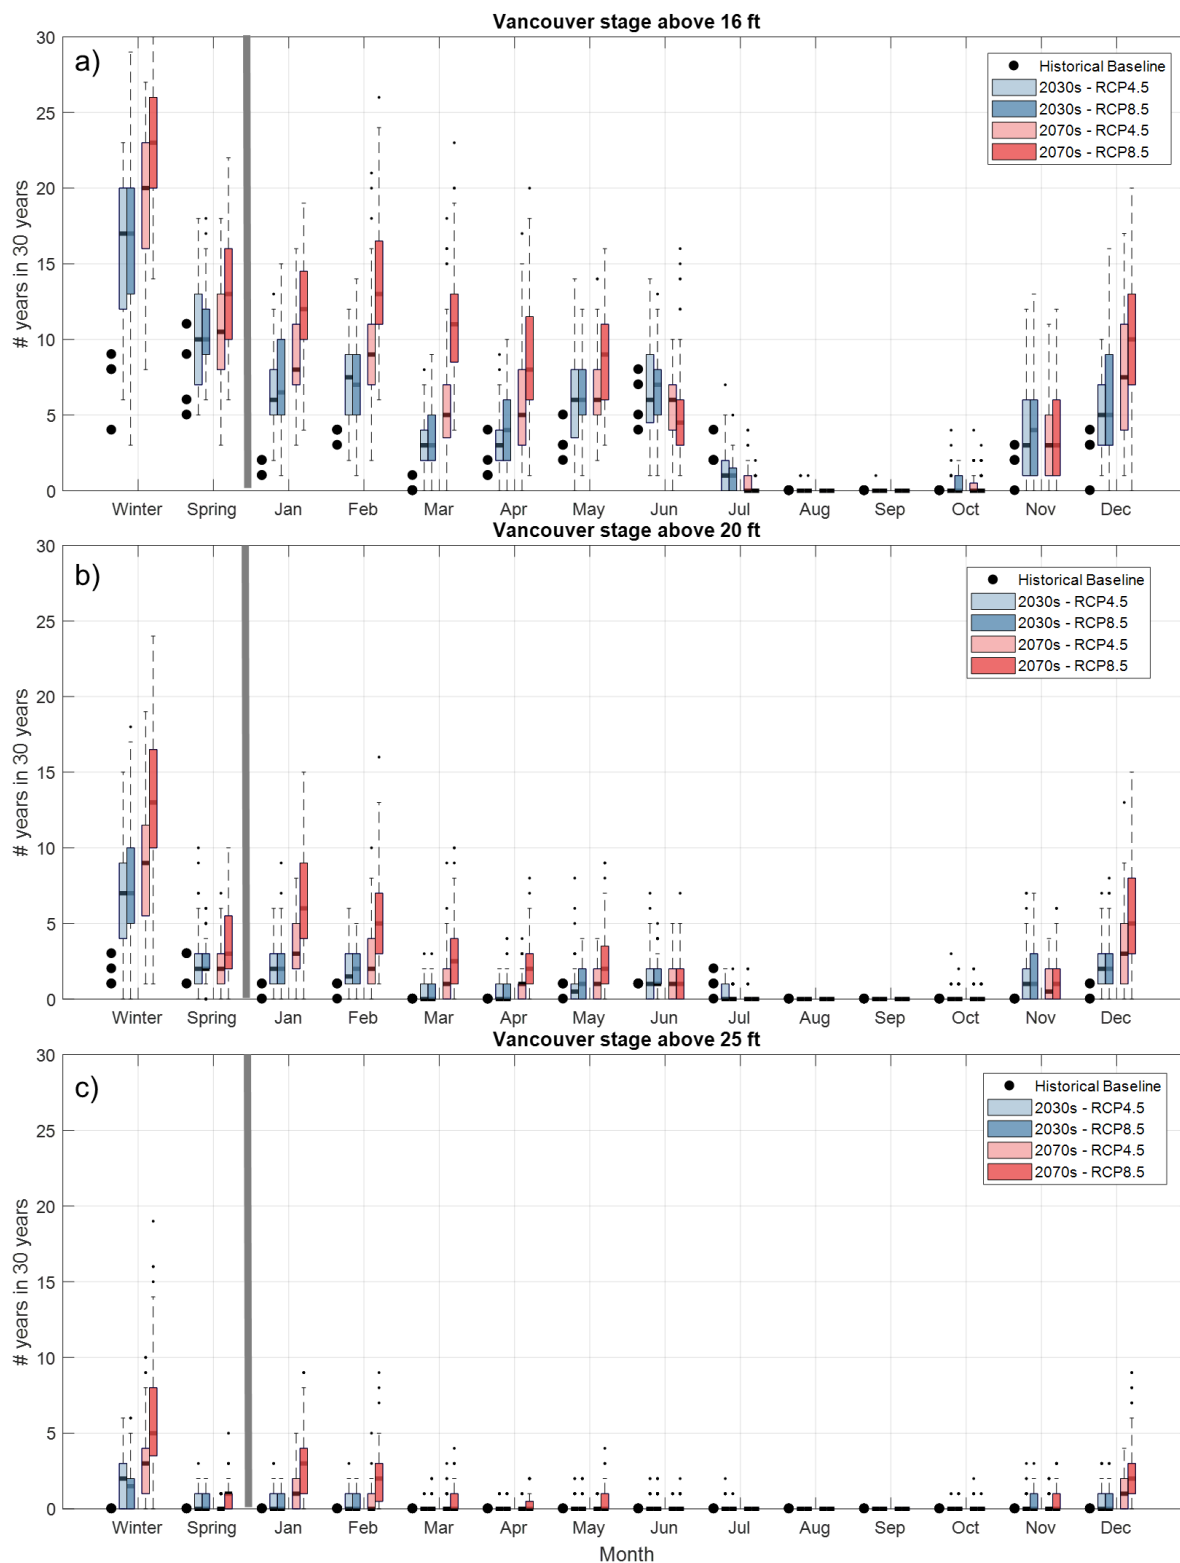 Vancouver stage above 16 ft
a)
# years in 30 years
30
25
20
15
10
5
0
Historical Baseline
2030s - RCP4.5
2030s - RCP8.5
2070s - RCP4.5
2070s - RCP8.5
Winter Spring Jan Feb Mar Apr May Jun Jul Aug Sep Oct Nov Dec
Vancouver stage above 20 ft
b)
# years in 30 years
30
25
20
15
10
5
0
Historical Baseline
2030s - RCP4.5
2030s - RCP8.5
2070s - RCP4.5
2070s - RCP8.5
Winter Spring Jan Feb Mar Apr May Jun Jul Aug Sep Oct Nov Dec
Vancouver stage above 25 ft
c)
# years in 30 years
30
25
20
15
10
5
0
Historical Baseline
2030s - RCP4.5
2030s - RCP8.5
2070s - RCP4.5
2070s - RCP8.5
Winter Spring Jan Feb Mar Apr May Jun Jul Aug Sep Oct Nov Dec
Month